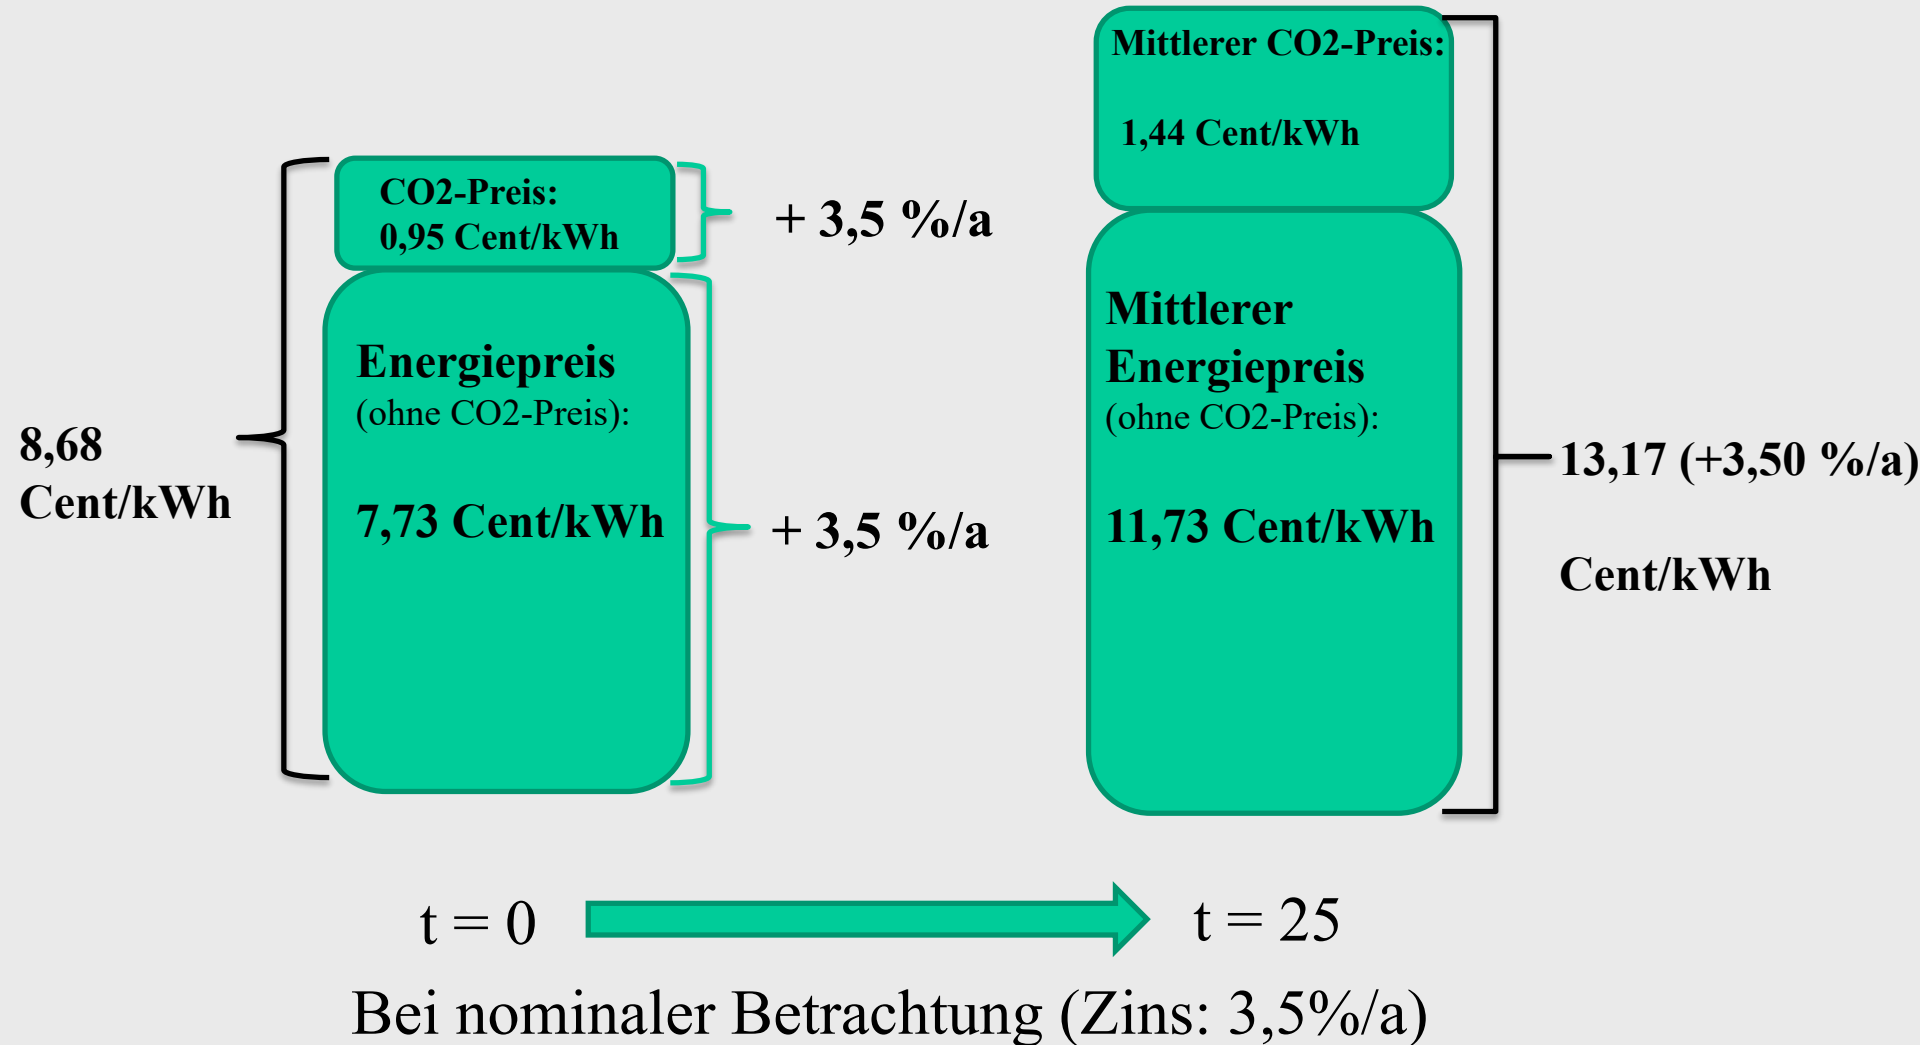 8,68
Cent/kWh
CO2-Preis:
0,95 Cent/kWh
Energiepreis
(ohne CO2-Preis):
7,73 Cent/kWh
+ 3,5 %/a
+ 3,5 %/a
Mittlerer CO2-Preis:
1,44 Cent/kWh
Mittlerer
Energiepreis
(ohne CO2-Preis):
11,73 Cent/kWh
13,17 (+3,50 %/a)
Cent/kWh
t = 0
t = 25
Bei nominaler Betrachtung (Zins: 3,5%/a)